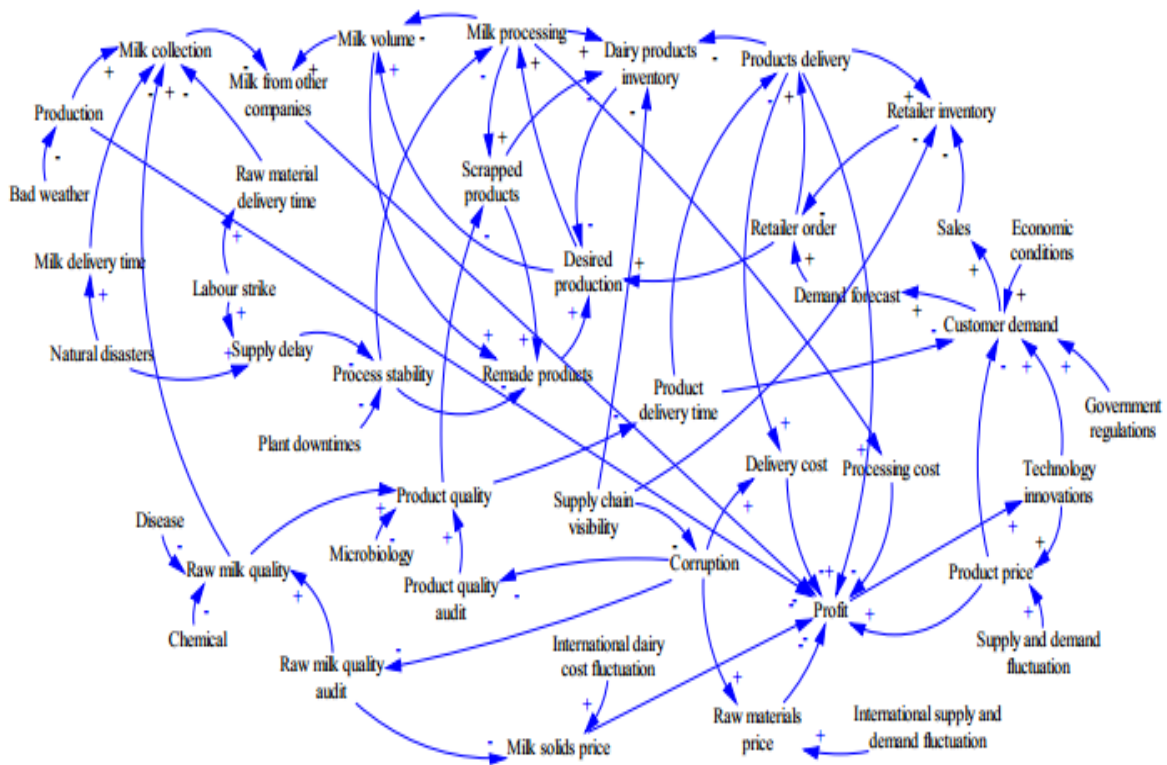 Milk collection
Milk volume
Milk processing
Dairy products
inventory
Products delivery
Milk from other
companies
Production
Retailer inventory
Bad weather
Raw material
delivery time
Scrapped
products
Retailer order
Sales
Economic
conditions
Milk delivery time
Labour strike
Desired
production
Demand forecast
Customer demand
Natural disasters
Supply delay
Process stability
Remade products
Product
delivery time
Government
regulations
Plant downtimes
Delivery cost
Processing cost
Technology
innovations
Product quality
Supply chain
visibility
Disease
Microbiology
Raw milk quality
Product quality
audit
Corruption
Product price
Chemical
Profit
Raw milk quality
audit
International dairy
cost fluctuation
Supply and demand
fluctuation
Milk solids price
Raw materials
price
International supply and
demand fluctuation